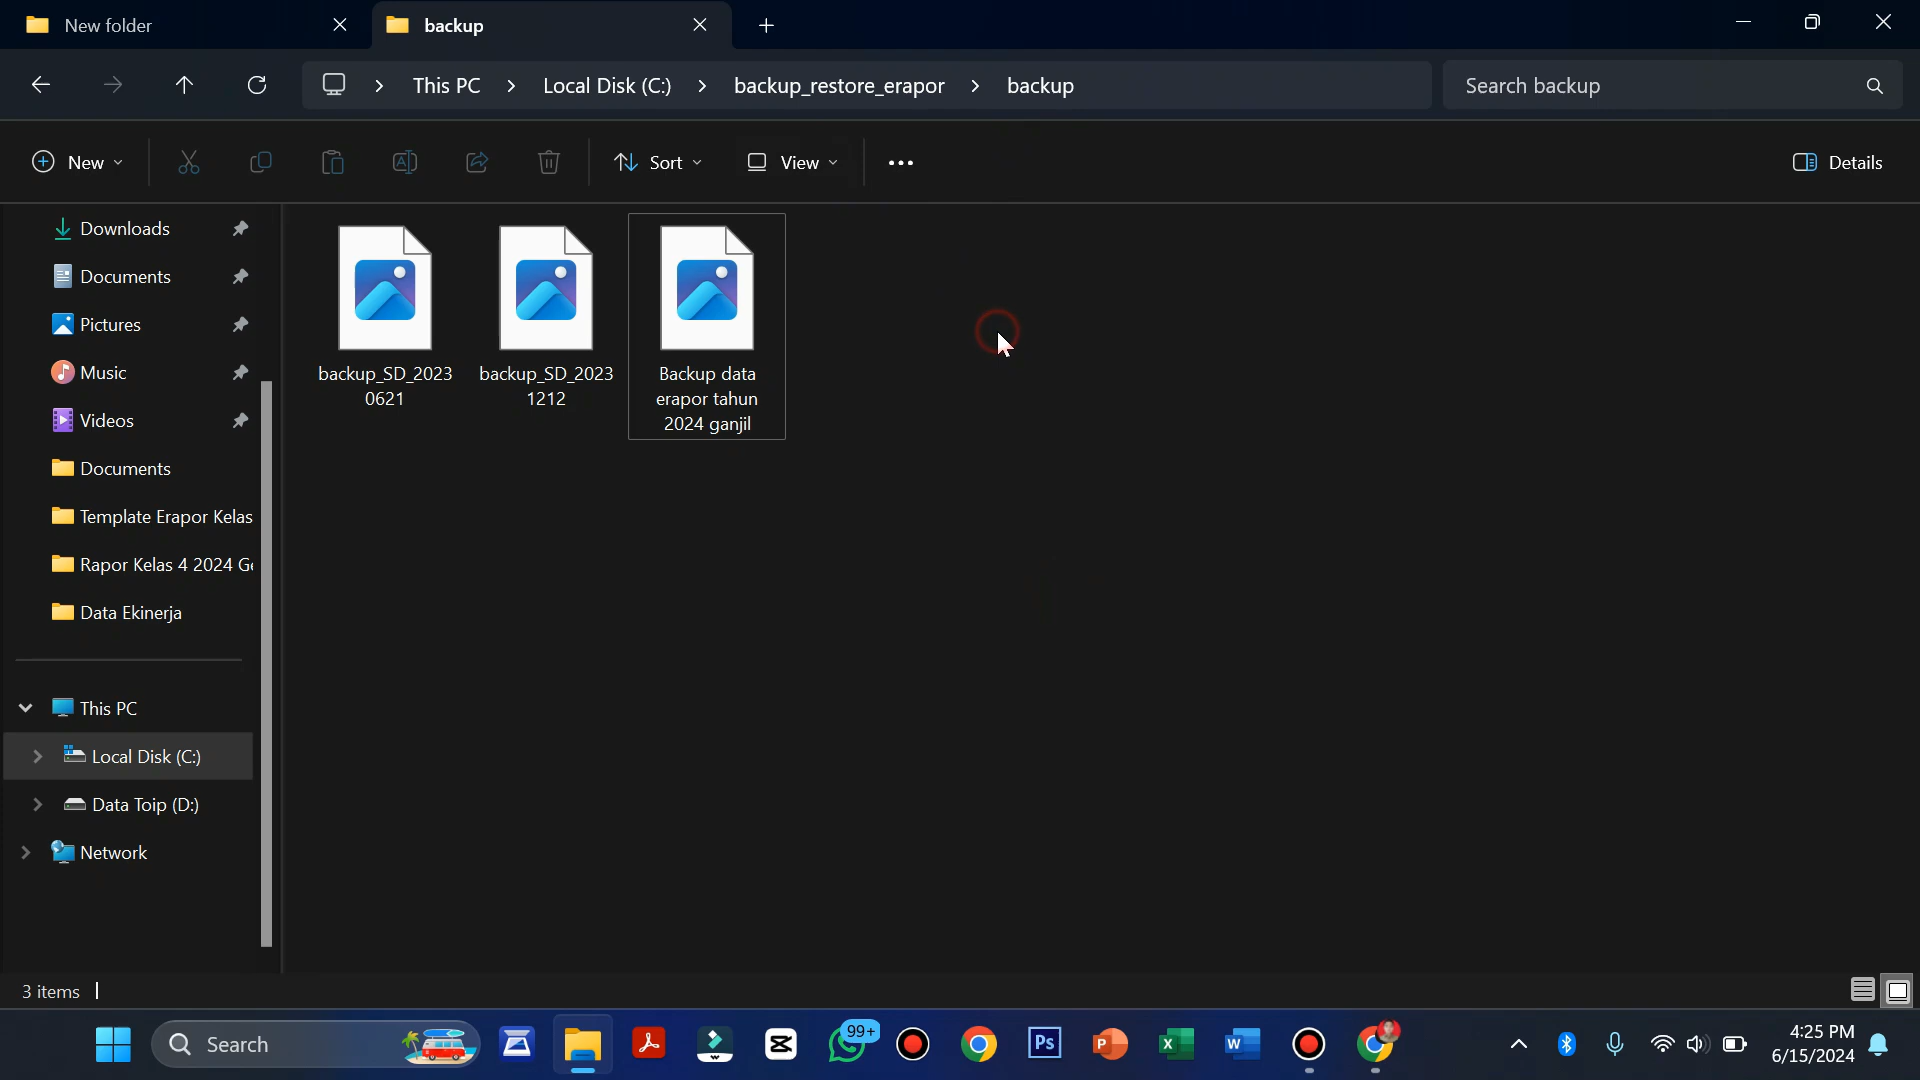 New folder
backup
This PC
Local Disk (C:)
backup_restore_erapor
backup
Search backup
New
Sort
View
Details
Downloads
Documents
Pictures
Music
Videos
Documents
Template Erapor Kelas
Rapor Kelas 4 2024 Ge
Data Ekinerja
This PC
Local Disk (C:)
Data Toip (D:)
Network
backup_SD_2023
0621
backup_SD_2023
1212
Backup data
erapor tahun
2024 ganjil
3 items
Search
99+
Ps
P
X
W
4:25 PM
6/15/2024